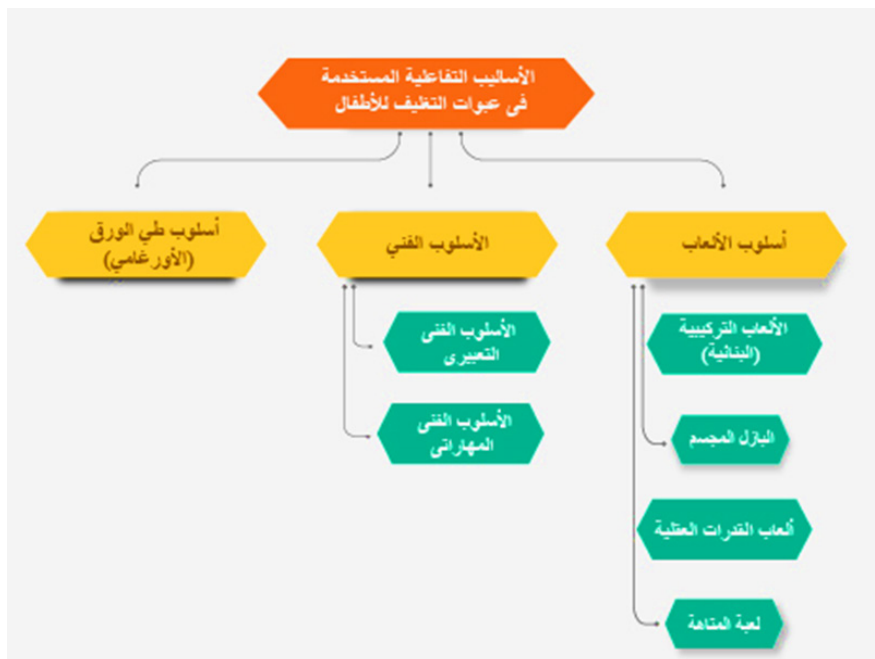 الأساليب التفاعلية المستخدمة
فى عبوات التغليف للأطفال
أسلوب الألعاب
الألعاب التركيبية
(البنائية)
البازل المجسم
ألعاب القدرات العقلية
لعبة المتاهة
الأسلوب الفني
الأسلوب الفنى
التعبيرى
الأسلوب الفنى
المهاراتى
أسلوب طي الورق
(الأورغامي)